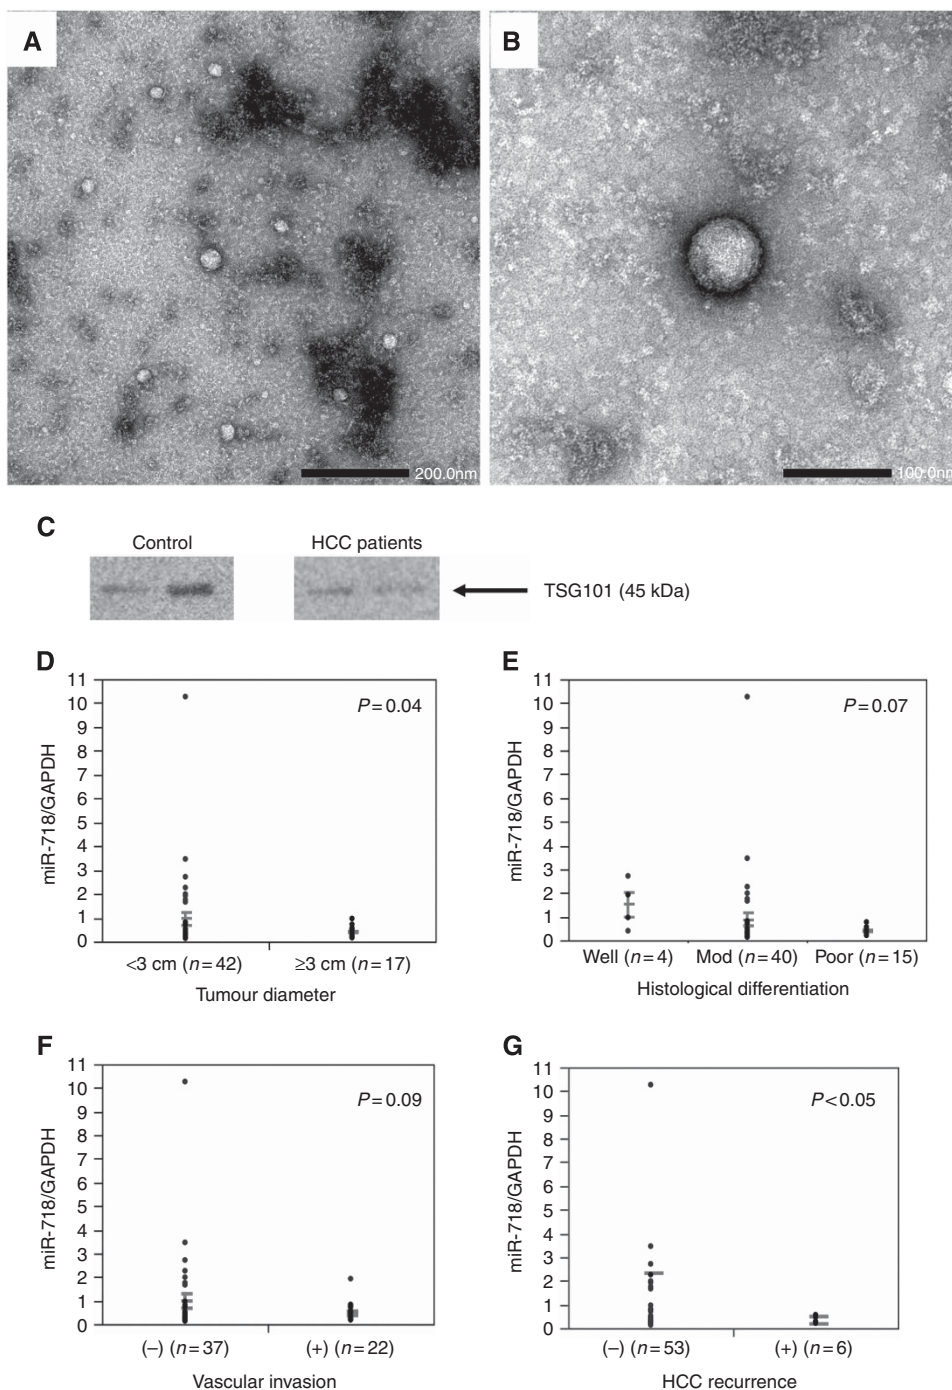 A
B
200.0nm
100.0nm
C
Control
HCC patients
TSG101 (45 kDa)
D
miR-718/GAPDH
11
10
9
8
7
6
5
4
3
2
1
0
P=0.04
<3 cm (n=42)
≥3 cm (n=17)
Tumour diameter
E
miR-718/GAPDH
11
10
9
8
7
6
5
4
3
2
1
0
P=0.07
Well (n=4)
Mod (n=40)
Poor (n=15)
Histological differentiation
F
miR-718/GAPDH
11
10
9
8
7
6
5
4
3
2
1
0
P=0.09
(–) (n=37)
(+) (n=22)
Vascular invasion
G
miR-718/GAPDH
11
10
9
8
7
6
5
4
3
2
1
0
P<0.05
(–) (n=53)
(+) (n=6)
HCC recurrence